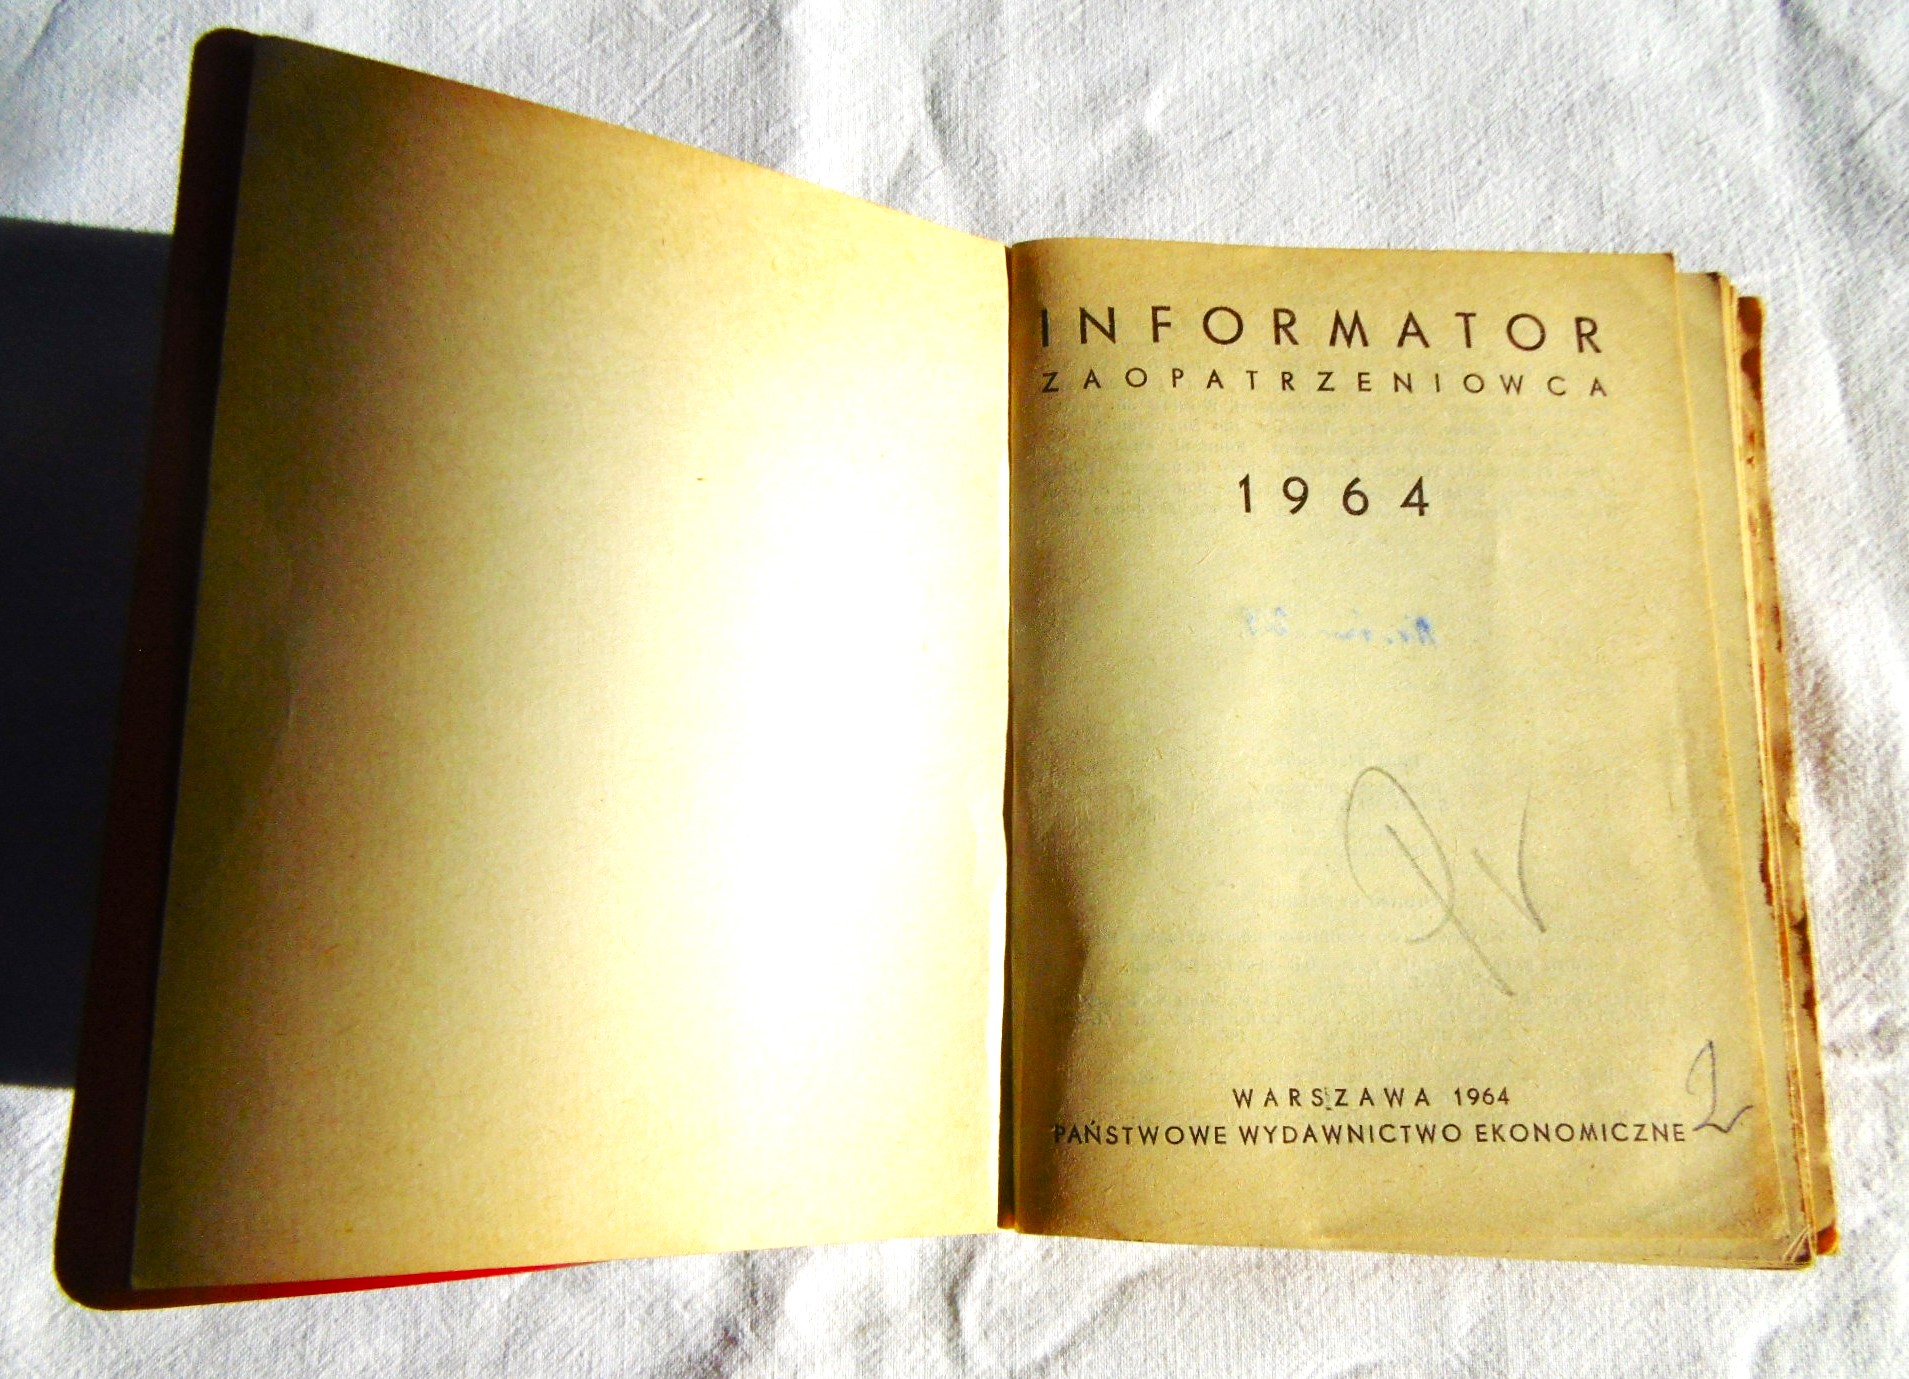 INFORMATOR
ZAOPATRZENIOWCA
1964
WARSZAWA 1964
PAŃSTWOWE WYDAWNICTWO EKONOMICZNE